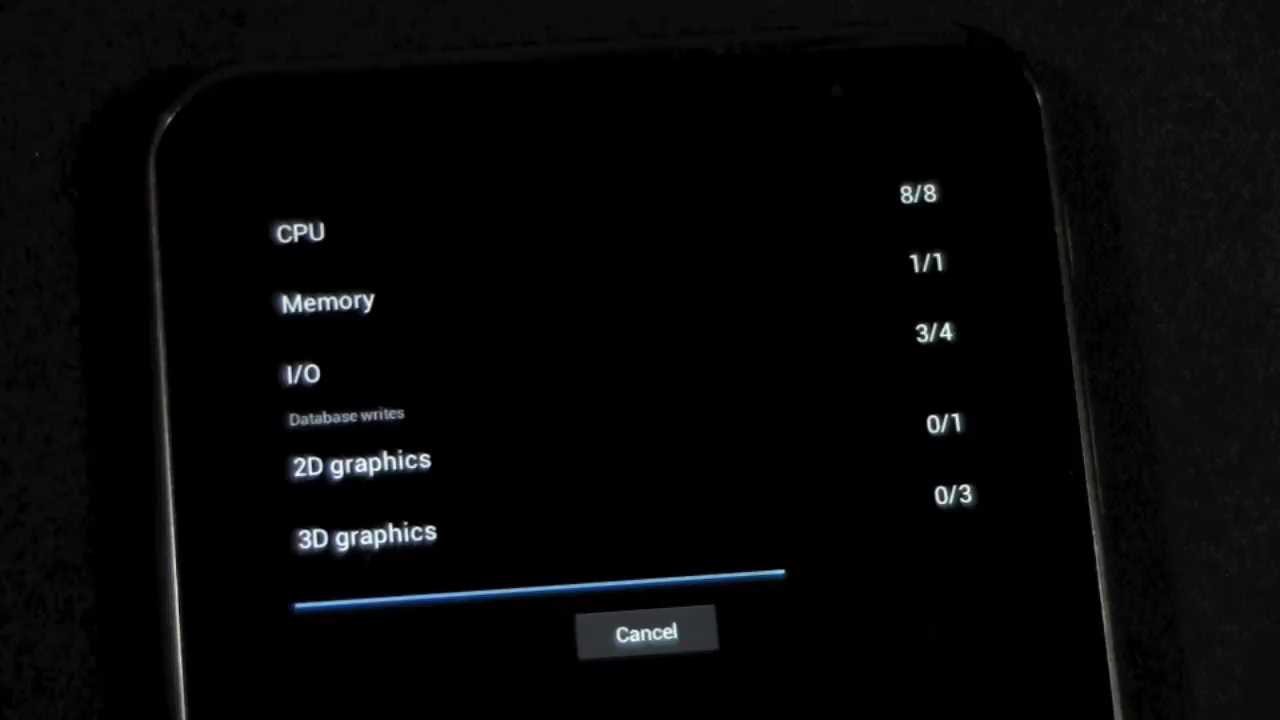 CPU 8/8
Memory 1/1
I/O 3/4
Database writes
2D graphics 0/1
3D graphics 0/3
Cancel